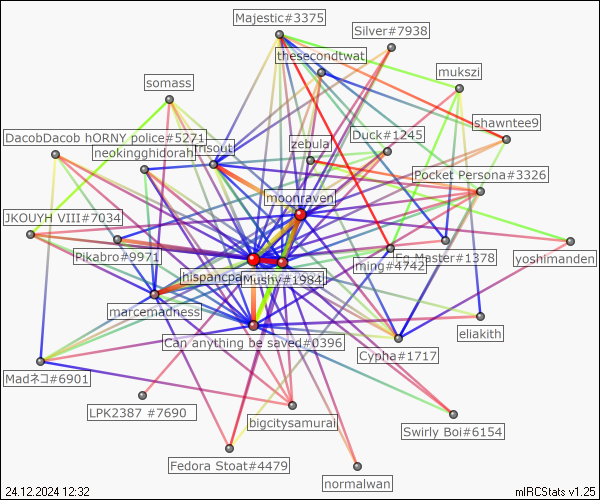 Majestic#3375
Silver#7938
thesecondtwat
mukszi
somass
shawntee9
Duck#1245
DacobDacob hORNY police#5271
zebula
neokingghidorah
Pocket Persona#3326
moonraven
JKOUYH VIII#7034
Pikabro#9971
Master#1378
yoshimanden
ming#4742
Mushy#1984
marcemadness
eliakith
Can anything be saved#0396
Cypha#1717
Madネコ#6901
LPK2387 #7690
bigcitysamurai
Swirly Boi#6154
Fedora Stoat#4479
normalwan
24.12.2024 12:32
mIRCStats v1.25